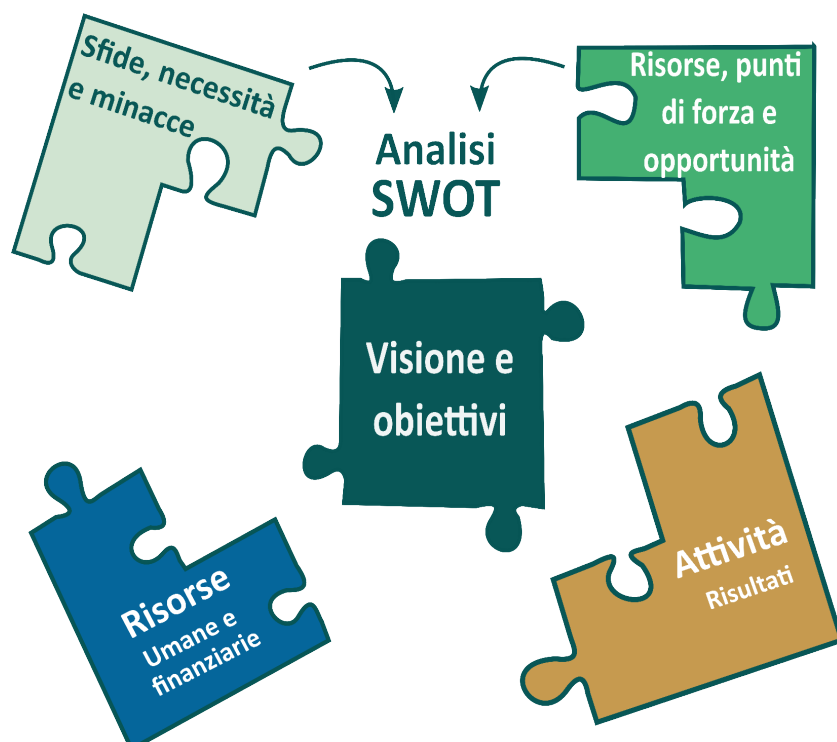 Sfide, necessità
e minacce
Analisi
SWOT
Risorse, punti
di forza e
opportunità
Visione e
obiettivi
Risorse
Umane e
finanziarie
Attività
Risultati